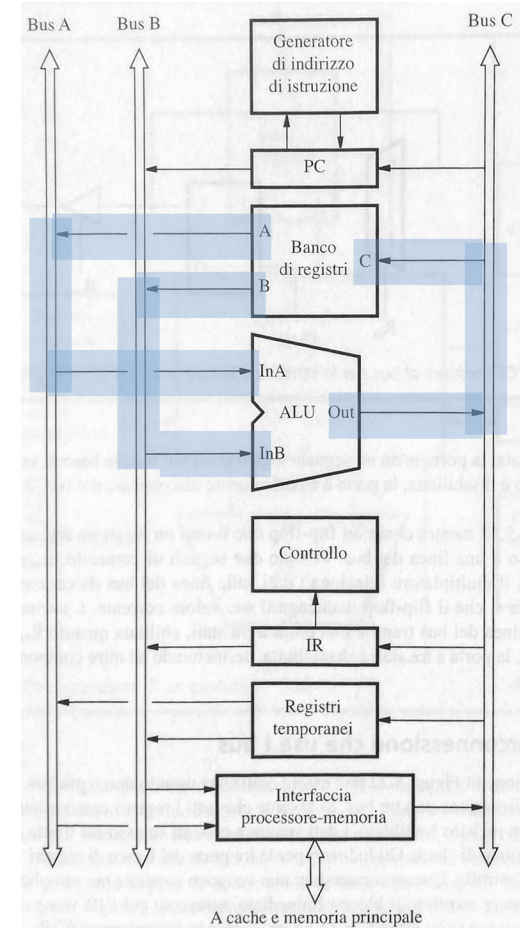 Bus A
Bus B
Bus C
Generatore
di indirizzo
di istruzione
PC
A
Banco
di registri
C
B
InA
ALU
Out
InB
Controllo
IR
Registri
temporanei
Interfaccia
processore-memoria
A cache e memoria principale